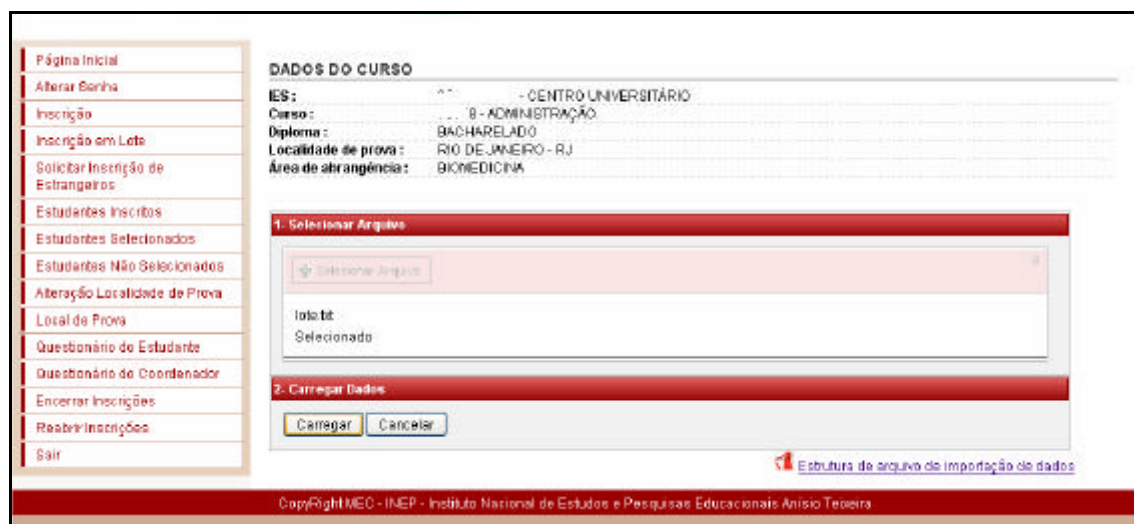 Página Inicial
Alterar Senha
Inscrição
Inscrição em Lote
Solicitar Inscrição de
Estrangeiros
Estudantes Inscritos
Estudantes Selecionados
Estudantes Não Selecionados
Alteração Localidade de Prova
Local de Prova
Questionário do Estudante
Questionário do Coordenador
Encerrar Inscrições
Reabrir Inscrições
Sair
DADOS DO CURSO
IES : - CENTRO UNIVERSITÁRIO
Curso : - ADMINISTRAÇÃO
Diploma : BACHARELADO
Localidade de prova : RIO DE JANEIRO - RJ
Área de abrangência : BIOMEDICINA
1- Selecionar Arquivo
Selecionar Arquivo
lote.txt
Selecionado
2- Carregar Dados
Carregar Cancelar
Estrutura de arquivo de importação de dados
CopyRight MEC - INEP - Instituto Nacional de Estudos e Pesquisas Educacionais Anísio Teixeira